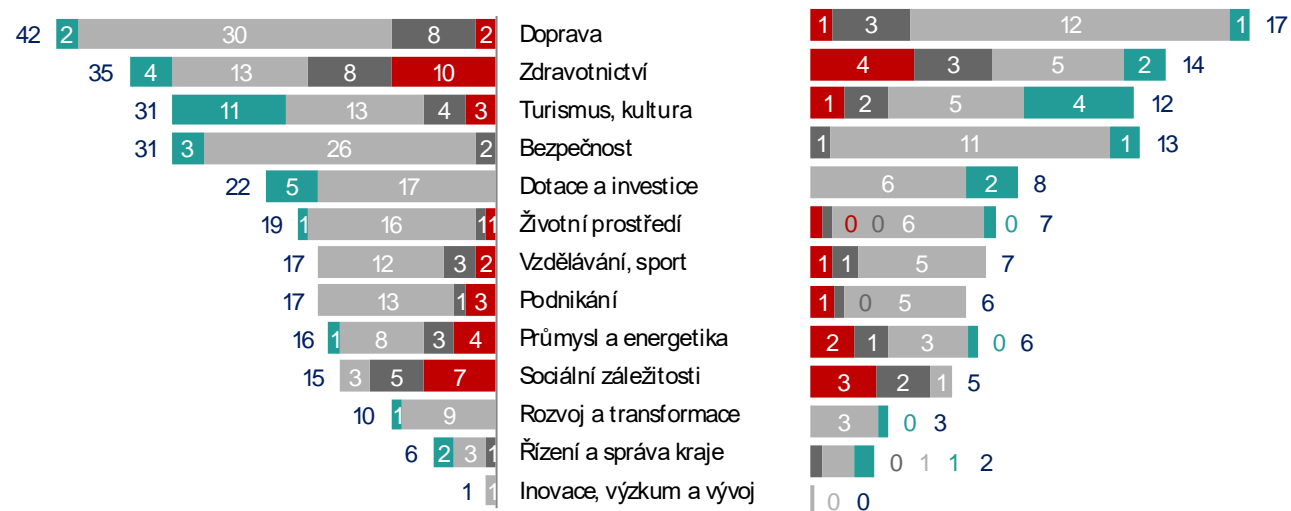 42 2 30 8 2 Doprava 1 3 12 1 17
35 4 13 8 10 Zdravotnictví 4 3 5 2 14
31 11 13 4 3 Turismus, kultura 1 2 5 4 12
31 3 26 2 Bezpečnost 1 11 1 13
22 5 17 Dotace a investice 6 2 8
19 1 16 1 1 Životní prostředí 0 0 6 0 7
17 12 3 2 Vzdělávání, sport 1 1 5 7
17 13 1 3 Podnikání 1 0 5 6
16 1 8 3 4 Průmysl a energetika 2 1 3 0 6
15 3 5 7 Sociální záležitosti 3 2 1 5
10 1 9 Rozvoj a transformace 3 0 3
6 2 3 1 Řízení a správa kraje 0 1 1 2
1 1 Inovace, výzkum a vývoj 0 0